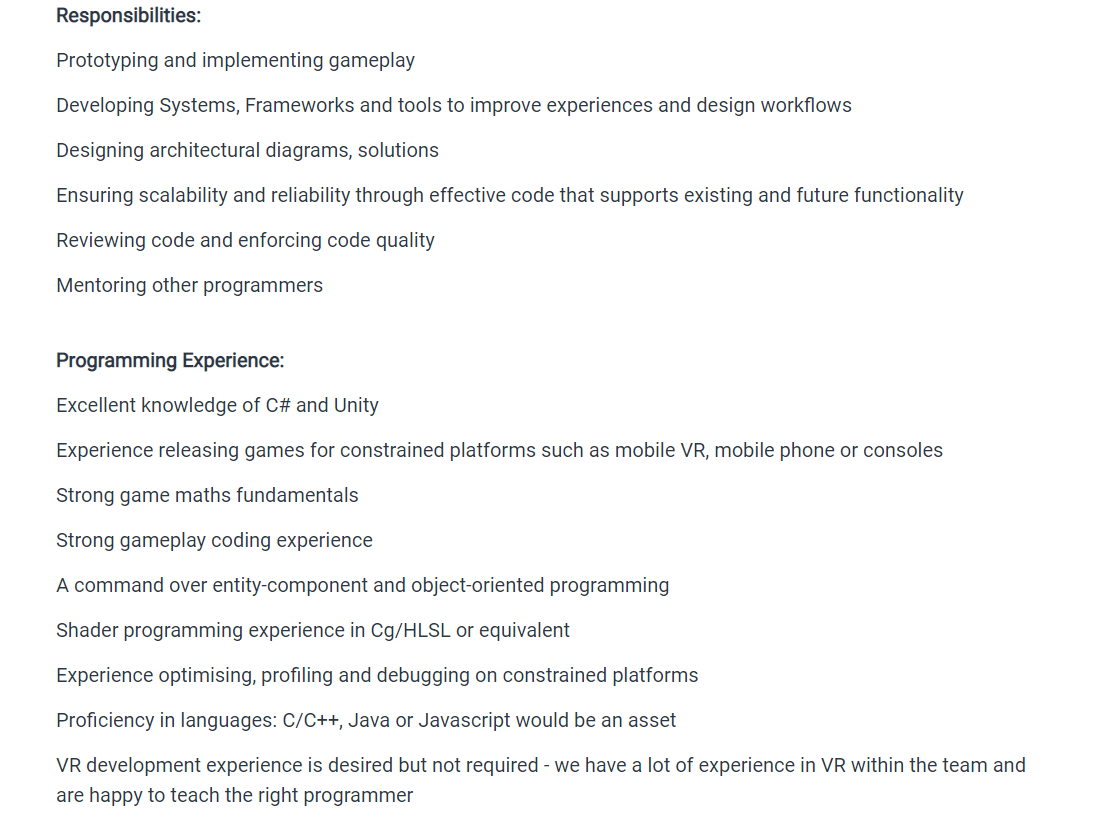 Responsibilities:
Prototyping and implementing gameplay
Developing Systems, Frameworks and tools to improve experiences and design workflows
Designing architectural diagrams, solutions
Ensuring scalability and reliability through effective code that supports existing and future functionality
Reviewing code and enforcing code quality
Mentoring other programmers
Programming Experience:
Excellent knowledge of C# and Unity
Experience releasing games for constrained platforms such as mobile VR, mobile phone or consoles
Strong game maths fundamentals
Strong gameplay coding experience
A command over entity-component and object-oriented programming
Shader programming experience in Cg/HLSL or equivalent
Experience optimising, profiling and debugging on constrained platforms
Proficiency in languages: C/C++, Java or Javascript would be an asset
VR development experience is desired but not required - we have a lot of experience in VR within the team and
are happy to teach the right programmer